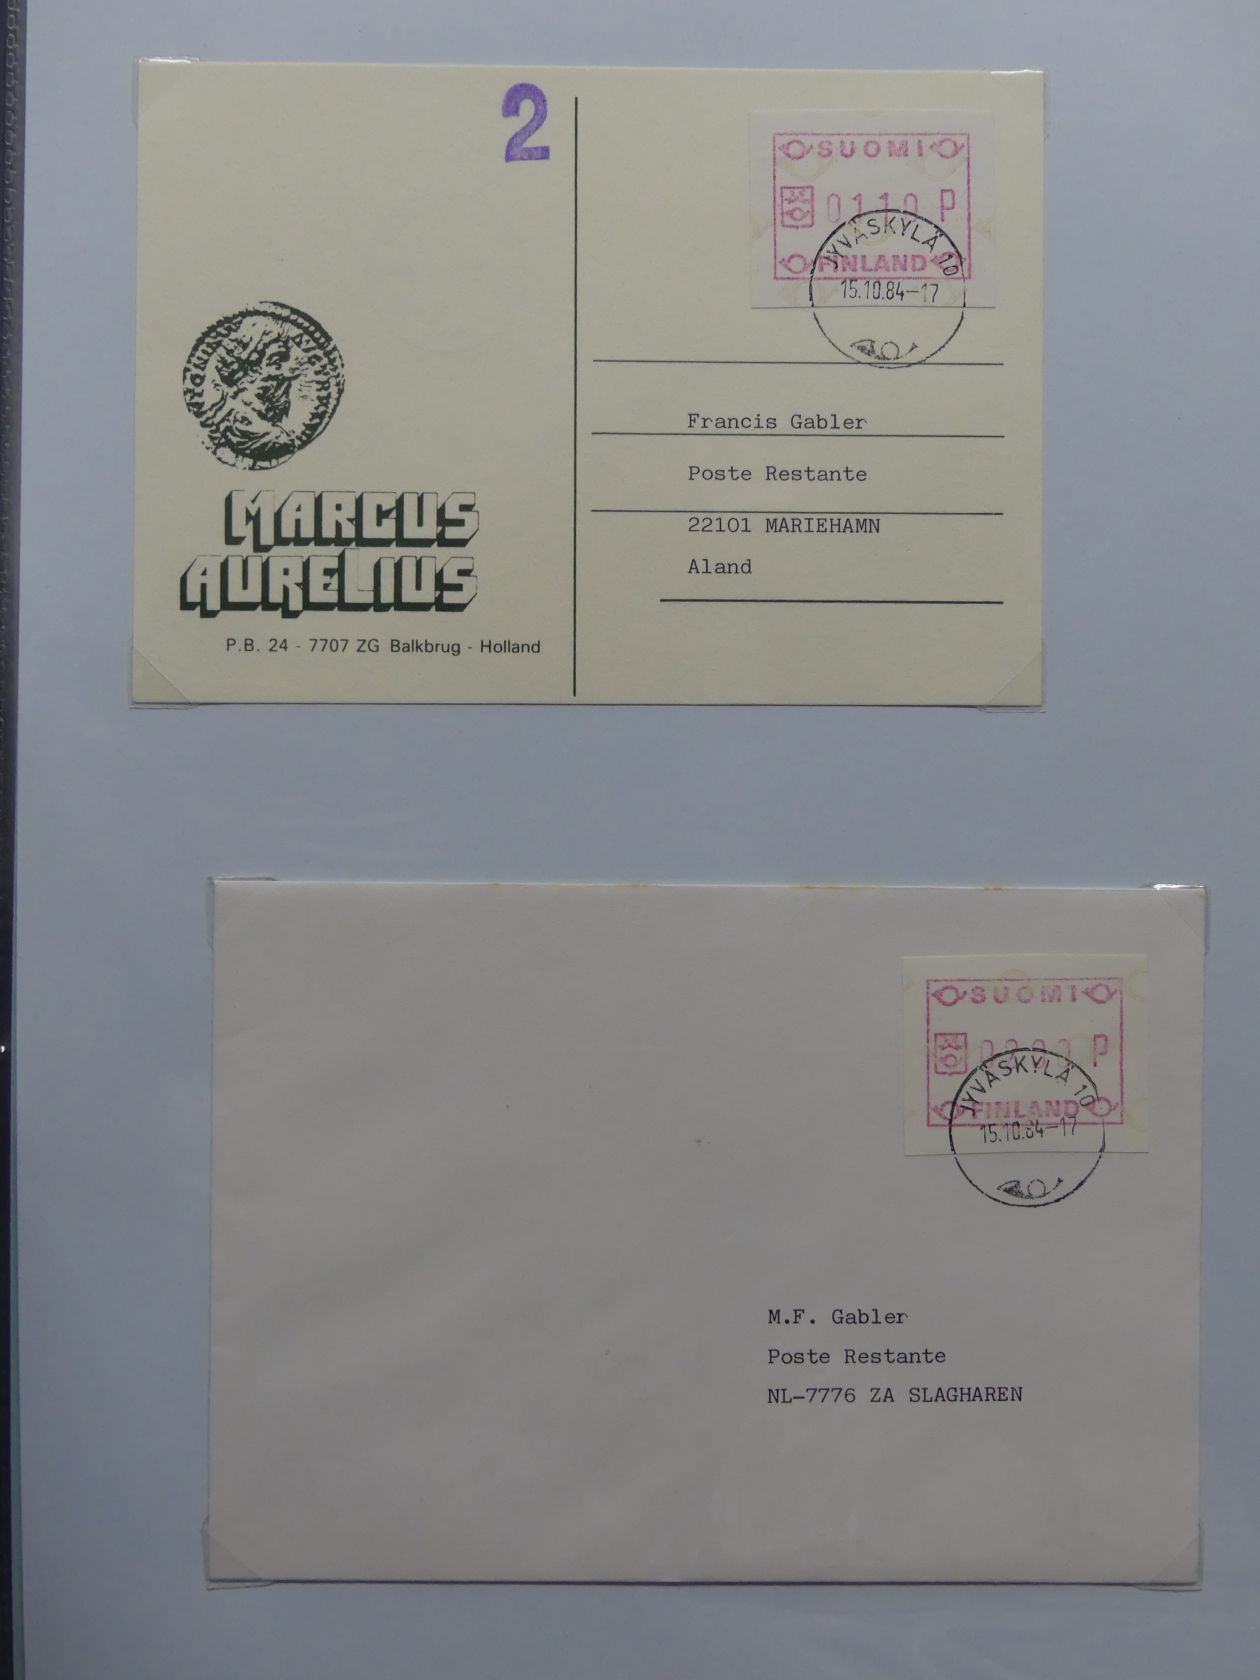 2
SUOMI
0110 P
FINLAND
JYVÄSKYLÄ 10
15.10.84-17
Francis Gabler
Poste Restante
22101 MARIEHAMN
Aland
MARCUS
AURELIUS
P.B. 24 - 7707 ZG Balkbrug - Holland
SUOMI
P
FINLAND
JYVÄSKYLÄ 10
15.10.84-17
M.F. Gabler
Poste Restante
NL-7776 ZA SLAGHAREN